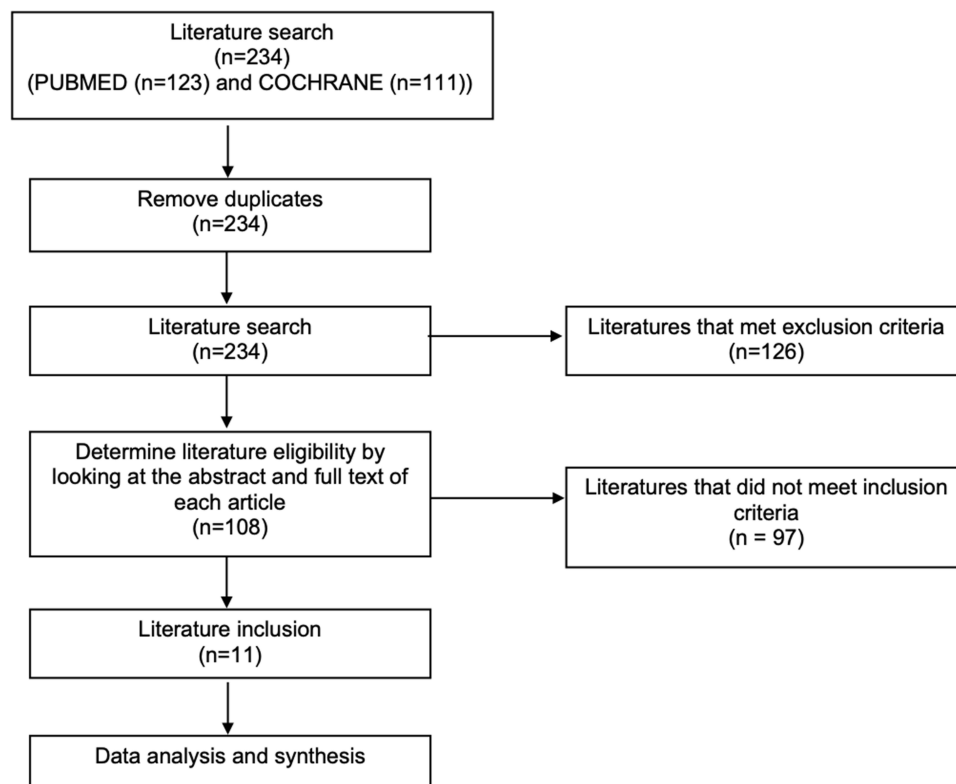 Literature search
(n=234)
(PUBMED (n=123) and COCHRANE (n=111))
Remove duplicates
(n=234)
Literature search
(n=234)
Literatures that met exclusion criteria
(n=126)
Determine literature eligibility by
looking at the abstract and full text of
each article
(n=108)
Literatures that did not meet inclusion
criteria
(n = 97)
Literature inclusion
(n=11)
Data analysis and synthesis